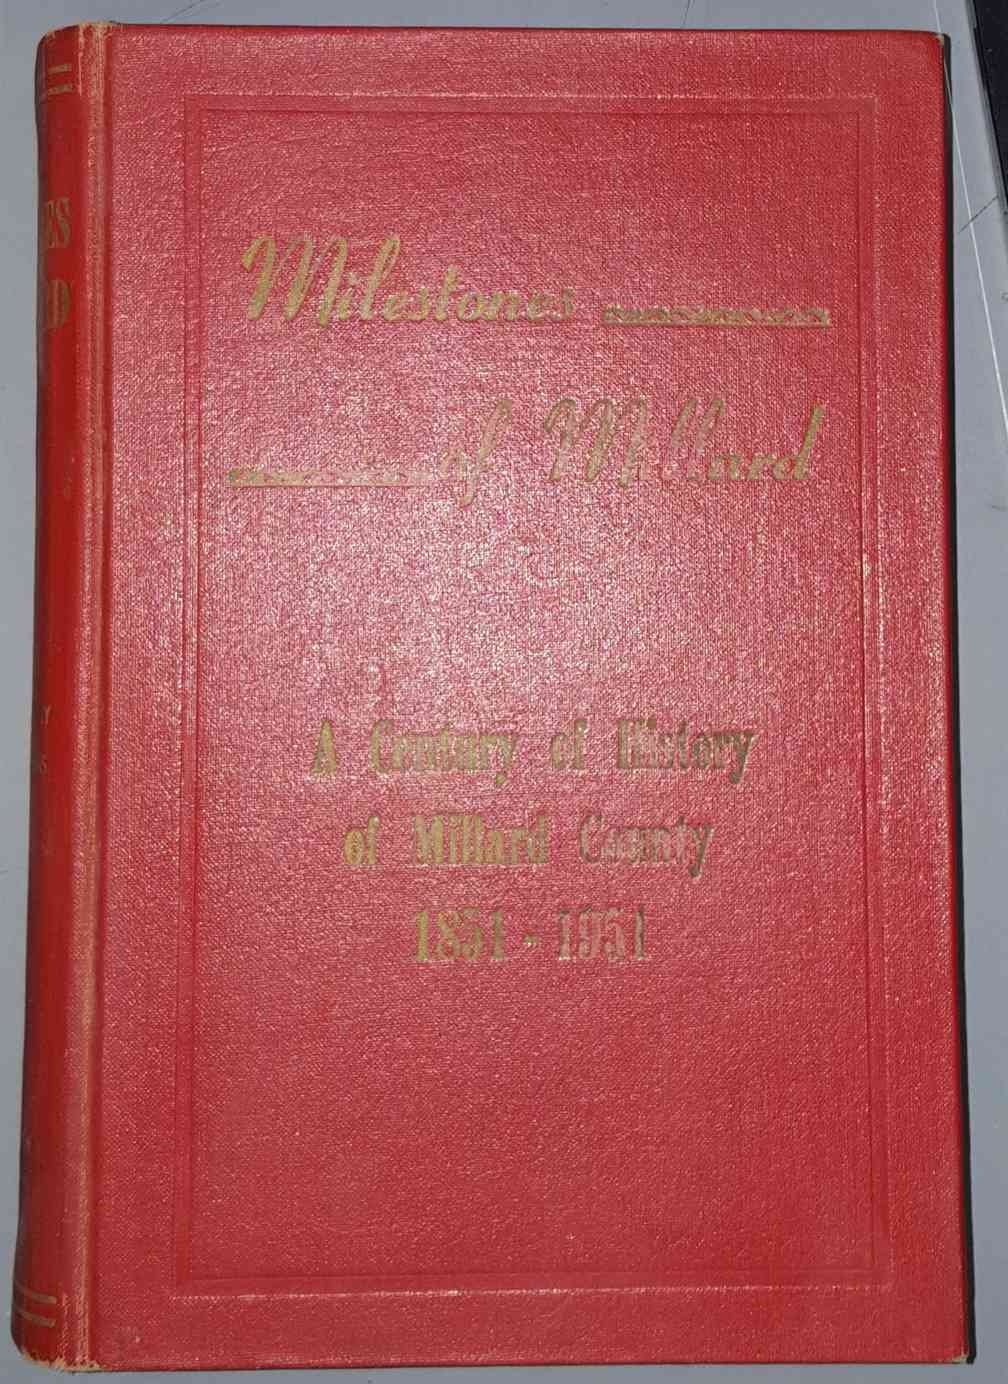 Milestones
of Millard
A Century of History
of Millard County
1851 - 1951